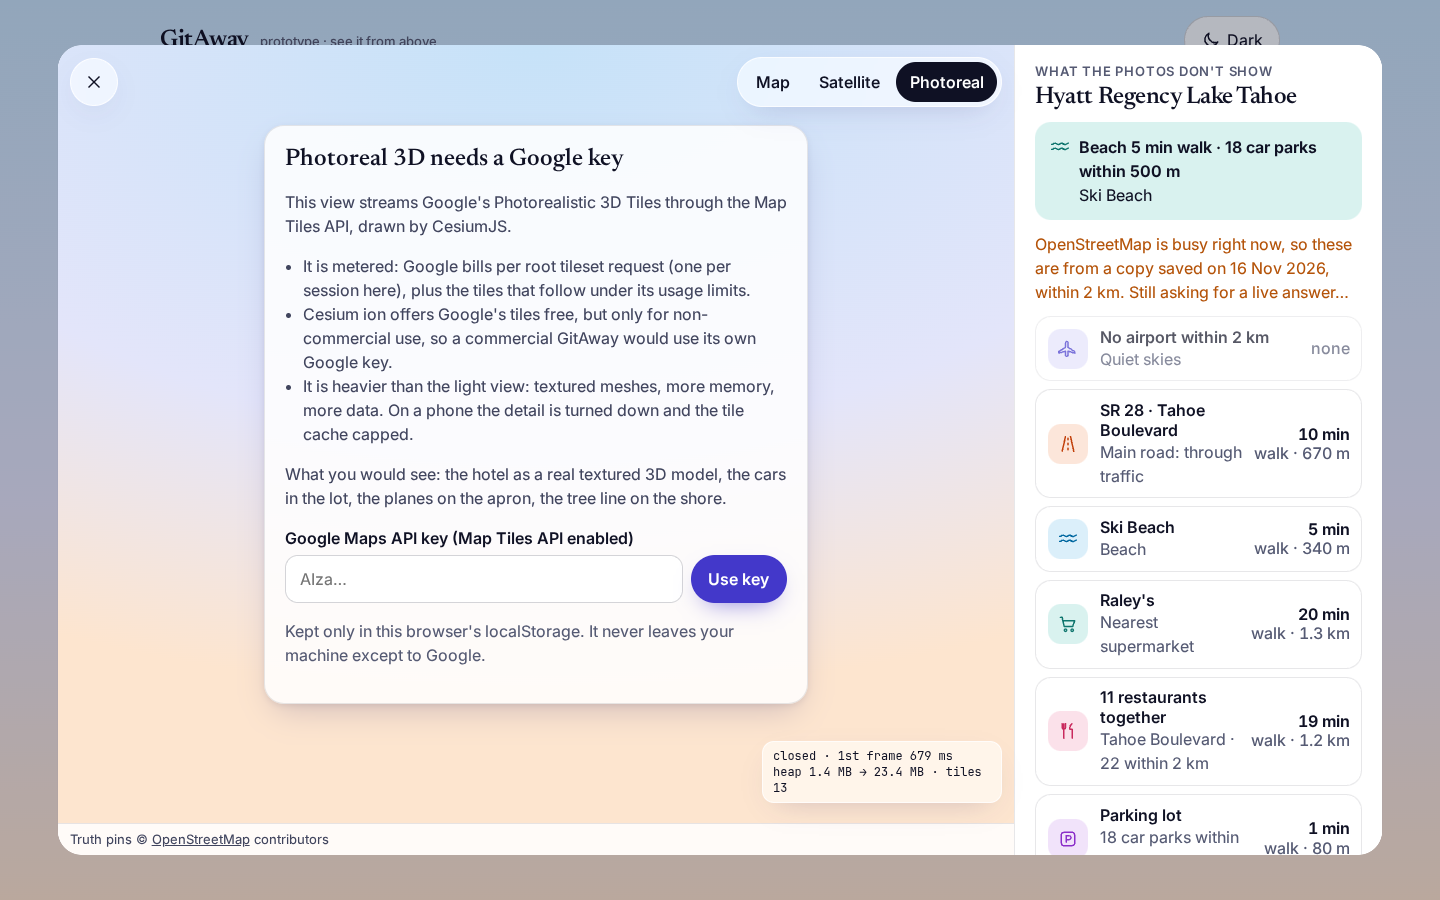 GitAway prototype · see it from above
Dark
Map Satellite Photoreal
Photoreal 3D needs a Google key
This view streams Google's Photorealistic 3D Tiles through the Map
Tiles API, drawn by CesiumJS.
• It is metered: Google bills per root tileset request (one per
session here), plus the tiles that follow under its usage limits.
• Cesium ion offers Google's tiles free, but only for non-
commercial use, so a commercial GitAway would use its own
Google key.
• It is heavier than the light view: textured meshes, more memory,
more data. On a phone the detail is turned down and the tile
cache capped.
What you would see: the hotel as a real textured 3D model, the cars
in the lot, the planes on the apron, the tree line on the shore.
Google Maps API key (Map Tiles API enabled)
AIza...
Use key
Kept only in this browser's localStorage. It never leaves your
machine except to Google.
closed · 1st frame 679 ms
heap 1.4 MB → 23.4 MB · tiles
13
Truth pins © OpenStreetMap contributors
WHAT THE PHOTOS DON'T SHOW
Hyatt Regency Lake Tahoe
Beach 5 min walk · 18 car parks
within 500 m
Ski Beach
OpenStreetMap is busy right now, so these
are from a copy saved on 16 Nov 2026,
within 2 km. Still asking for a live answer...
No airport within 2 km
Quiet skies
none
SR 28 · Tahoe
Boulevard
Main road: through
traffic
10 min
walk · 670 m
Ski Beach
Beach
5 min
walk · 340 m
Raley's
Nearest
supermarket
20 min
walk · 1.3 km
11 restaurants
together
Tahoe Boulevard ·
22 within 2 km
19 min
walk · 1.2 km
Parking lot
18 car parks within
1 min
walk · 80 m